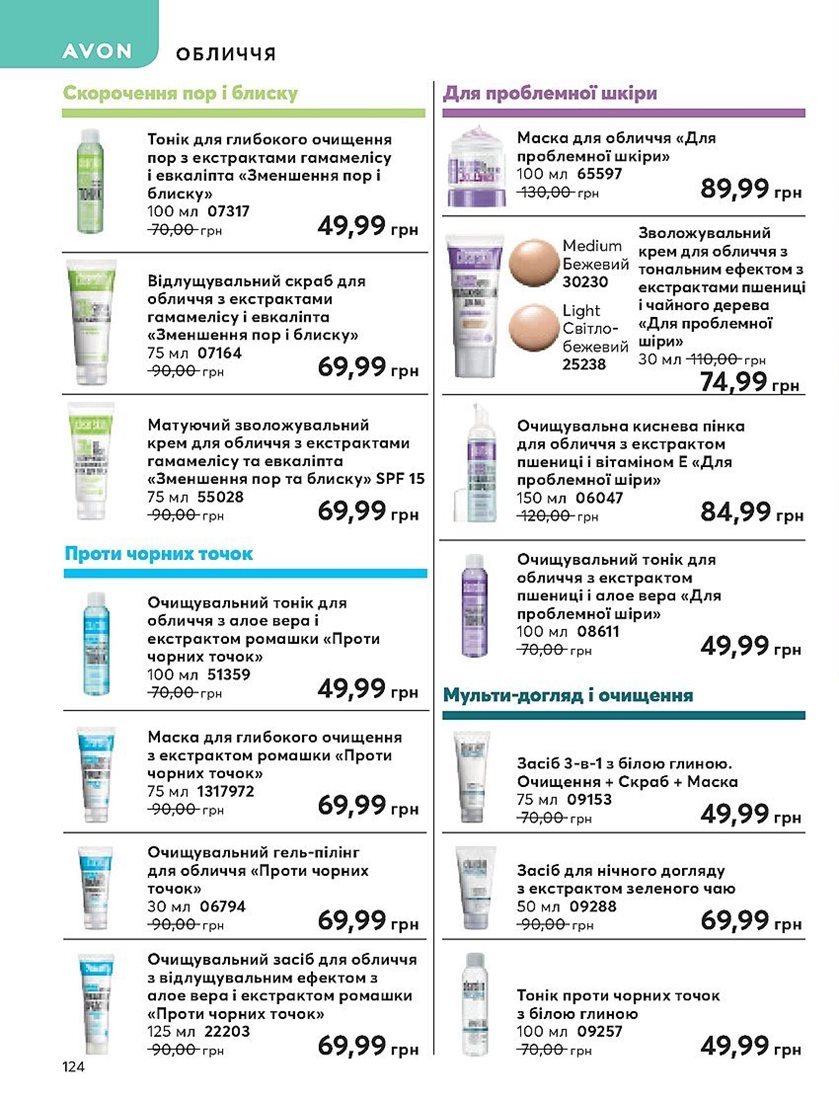 AVON
ОБЛИЧЧЯ
Скорочення пор і блиску
Тонік для глибокого очищення
пор з екстрактами гамамелісу
і евкаліпта «Зменшення пор і
блиску»
100 мл 07317
70,00 грн
49,99 грн
Відлущувальний скраб для
обличчя з екстрактами
гамамелісу і евкаліпта
«Зменшення пор і блиску»
75 мл 07164
90,00 грн
69,99 грн
Матуючий зволожувальний
крем для обличчя з екстрактами
гамамелісу та евкаліпта
«Зменшення пор та блиску» SPF 15
75 мл 55028
90,00 грн
69,99 грн
Проти чорних точок
Очищувальний тонік для
обличчя з алое вера і
екстрактом ромашки «Проти
чорних точок»
100 мл 51359
70,00 грн
49,99 грн
Маска для глибокого очищення
з екстрактом ромашки «Проти
чорних точок»
75 мл 1317972
90,00 грн
69,99 грн
Очищувальний гель-пілінг
для обличчя «Проти чорних
точок»
30 мл 06794
90,00 грн
69,99 грн
Очищувальний засіб для обличчя
з відлущувальним ефектом з
алое вера і екстрактом ромашки
«Проти чорних точок»
125 мл 22203
90,00 грн
69,99 грн
Для проблемної шкіри
Маска для обличчя «Для
проблемної шкіри»
100 мл 65597
130,00 грн
89,99 грн
Medium
Бежевий
30230
Light
Світло-
бежевий
25238
Зволожувальний
крем для обличчя з
тональним ефектом з
екстрактами пшениці
і чайного дерева
«Для проблемної
шіри»
30 мл 110,00 грн
74,99 грн
Очищувальна киснева пінка
для обличчя з екстрактом
пшениці і вітаміном Е «Для
проблемної шіри»
150 мл 06047
120,00 грн
84,99 грн
Очищувальний тонік для
обличчя з екстрактом
пшениці і алое вера «Для
проблемної шіри»
100 мл 08611
70,00 грн
49,99 грн
Мульти-догляд і очищення
Засіб 3-в-1 з білою глиною.
Очищення + Скраб + Маска
75 мл 09153
70,00 грн
49,99 грн
Засіб для нічного догляду
з екстрактом зеленого чаю
50 мл 09288
90,00 грн
69,99 грн
Тонік проти чорних точок
з білою глиною
100 мл 09257
70,00 грн
49,99 грн
124